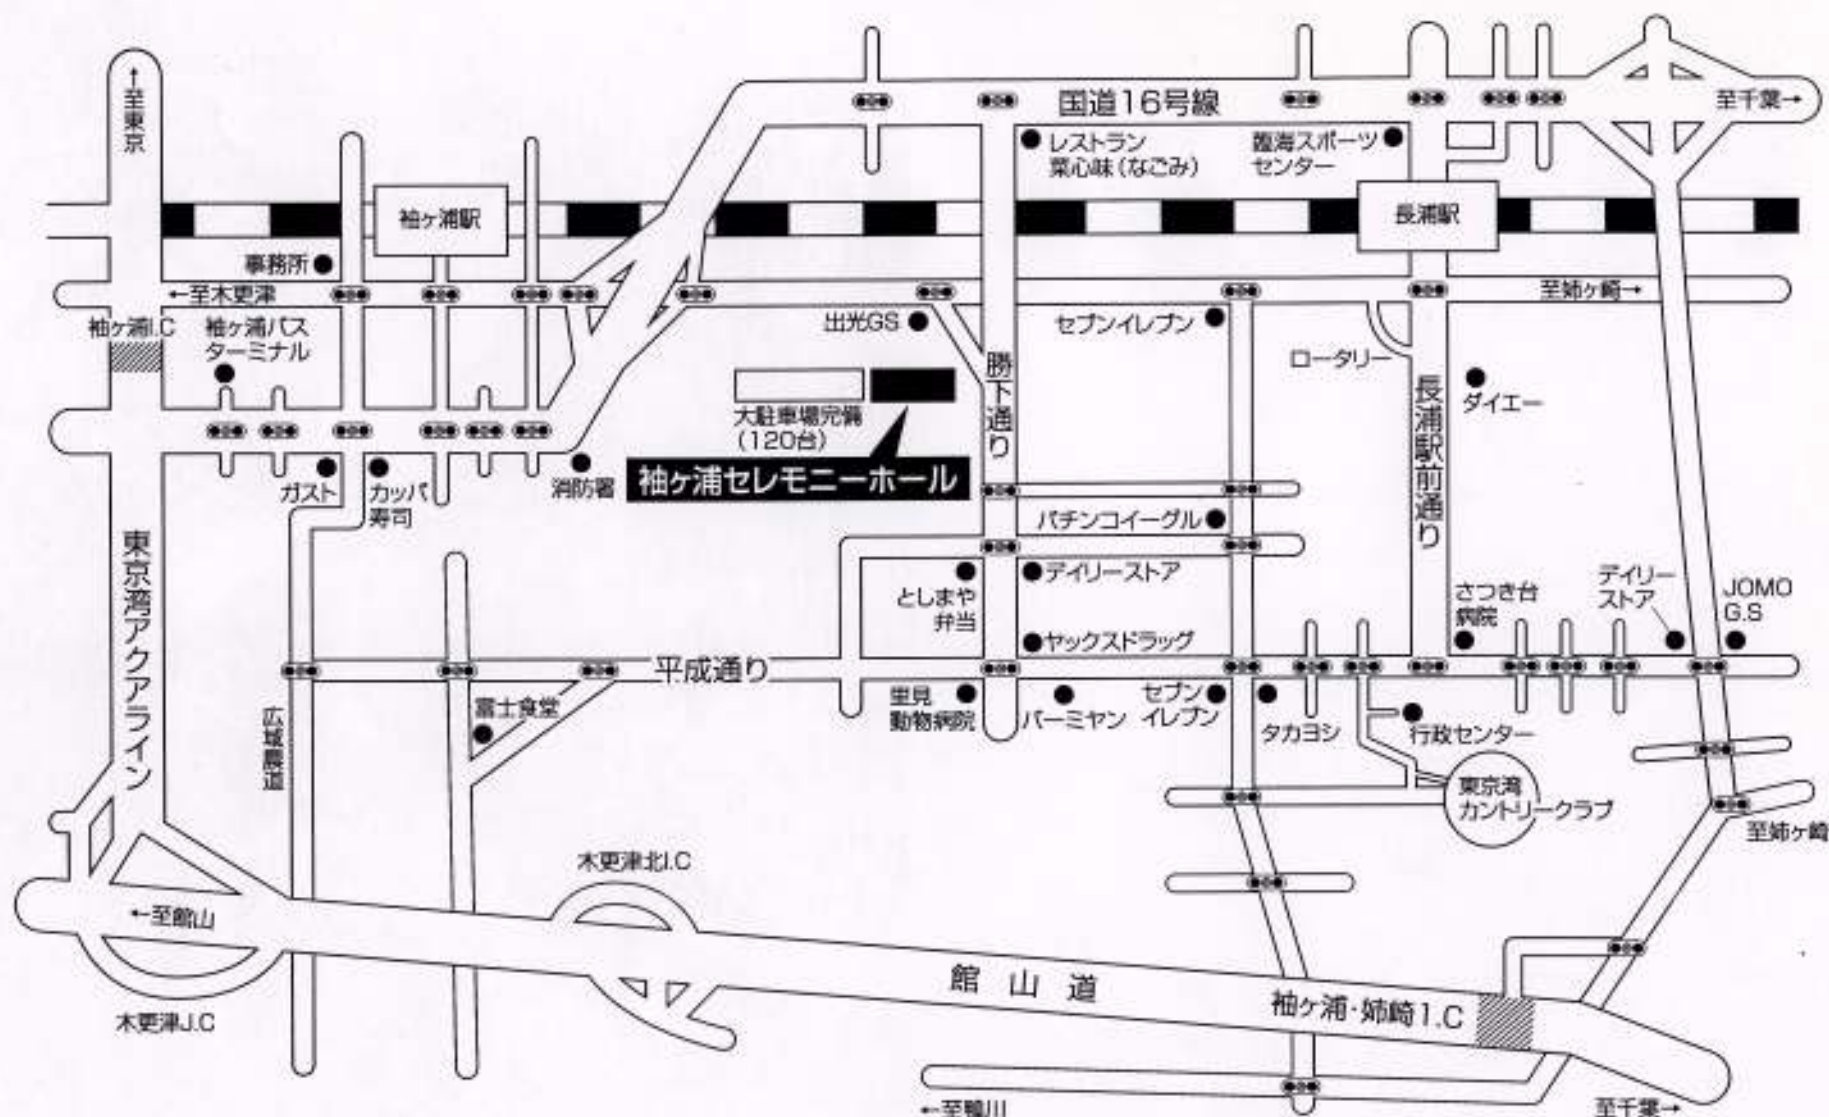 ↑至東京
国道16号線
至千葉→
レストラン
菜心味(なごみ)
臨海スポーツ
センター
袖ヶ浦駅
長浦駅
事務所
←至木更津
至姉ヶ崎→
袖ヶ浦I.C
袖ヶ浦バス
ターミナル
出光GS
セブンイレブン
ロータリー
勝下通り
長浦駅前通り
ダイエー
大駐車場完備
(120台)
袖ヶ浦セレモニーホール
ガスト
カッパ
寿司
消防署
パチンコイーグル
東京湾アクアライン
としまや
弁当
デイリーストア
さつき台
病院
デイリー
ストア
JOMO
G.S
ヤックスドラッグ
平成通り
広域農道
富士食堂
里見
動物病院
バーミヤン
セブン
イレブン
タカヨシ
行政センター
東京湾
カントリークラブ
至姉ヶ崎
木更津北I.C
←至館山
館山道
袖ヶ浦・姉崎I.C
木更津J.C
←至鴨川
至千葉→